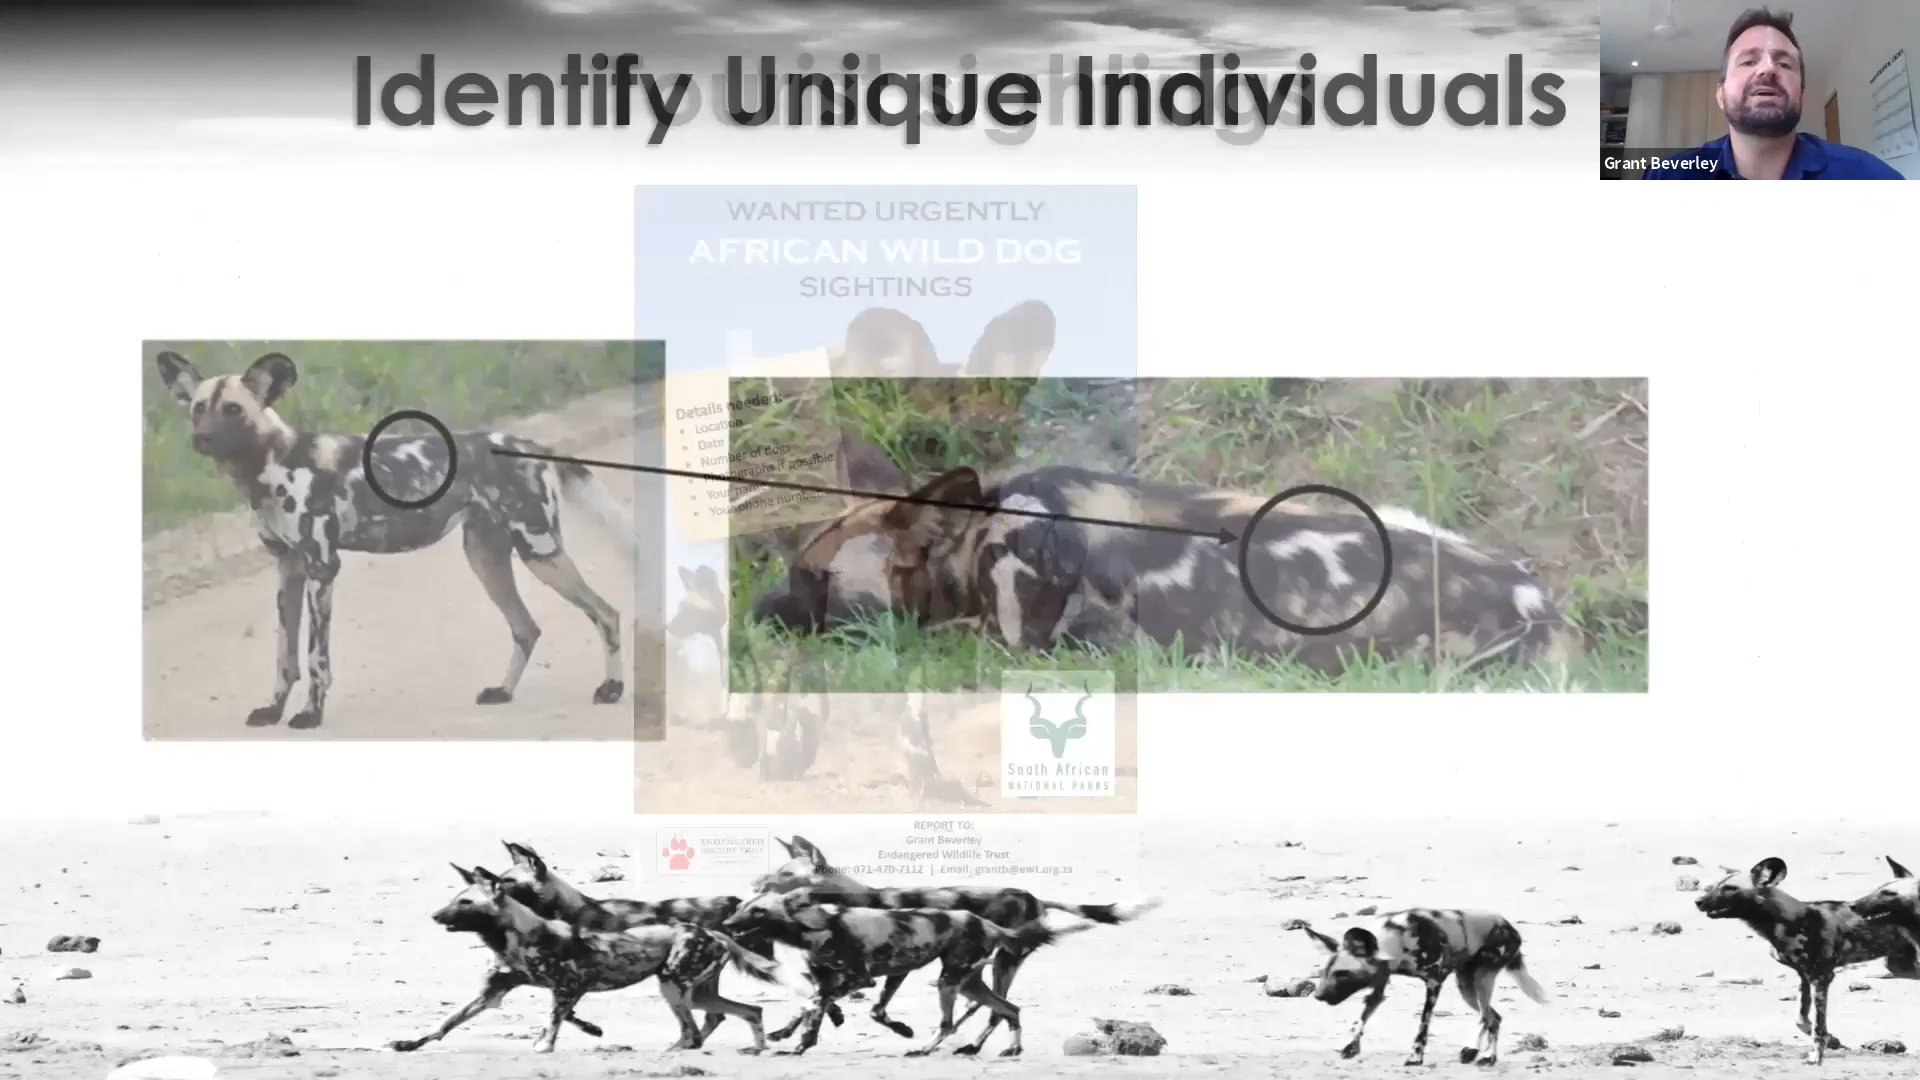 Identify Unique Individuals
Grant Beverley
WANTED URGENTLY
AFRICAN WILD DOG
SIGHTINGS
Details needed:
Location
Date
Number of dogs
Photographs if possible
Your name
Your phone number
South African
NATIONAL PARKS
ENDANGERED
WILDLIFE TRUST
REPORT TO:
Grant Beverley
Endangered Wildlife Trust
Phone: 071-470-7112 | Email: grantb@ewt.org.za